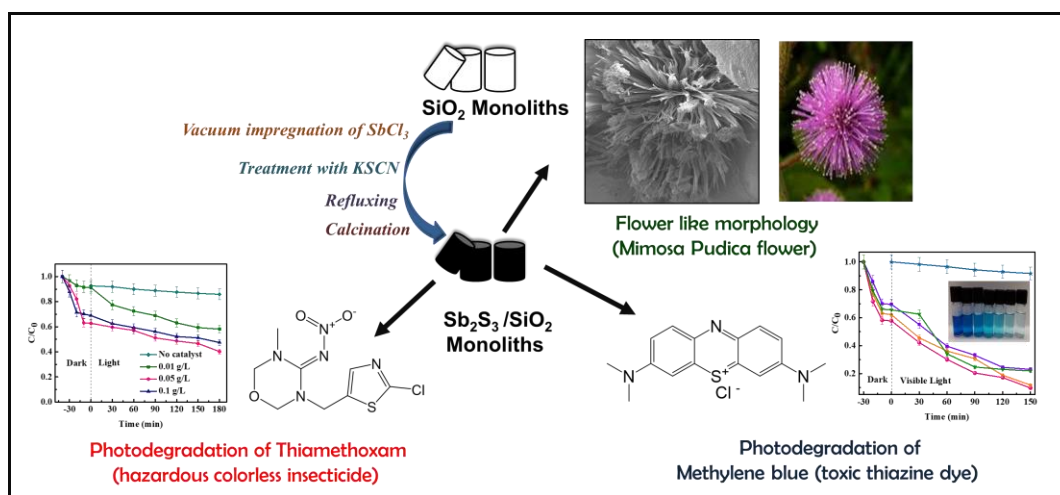 SiO₂ Monoliths
Vacuum impregnation of SbCl₃
Treatment with KSCN
Refluxing
Calcination
Flower like morphology
(Mimosa Pudica flower)
Sb₂S₃/SiO₂
Monoliths
C/C₀
1.0
0.8
0.6
0.4
0.2
0.0
Dark
Light
No catalyst
0.01 g/L
0.05 g/L
0.1 g/L
-30 0 30 60 90 120 150 180
Time (min)
O
N⁺
O⁻
N
N
N
O
N
S
Cl
Photodegradation of Thiamethoxam
(hazardous colorless insecticide)
N
N
S⁺
N
Cl⁻
C/C₀
1.0
0.8
0.6
0.4
0.2
0.0
Dark
Visible Light
-30 0 30 60 90 120 150
Time (min)
Photodegradation of
Methylene blue (toxic thiazine dye)